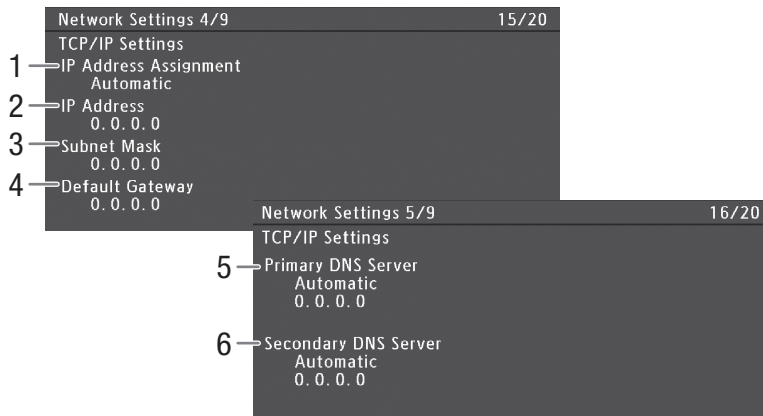 Network Settings 4/9 15/20
TCP/IP Settings
1 IP Address Assignment
Automatic
2 IP Address
0.0.0.0
3 Subnet Mask
0.0.0.0
4 Default Gateway
0.0.0.0
Network Settings 5/9 16/20
TCP/IP Settings
5 Primary DNS Server
Automatic
0.0.0.0
6 Secondary DNS Server
Automatic
0.0.0.0